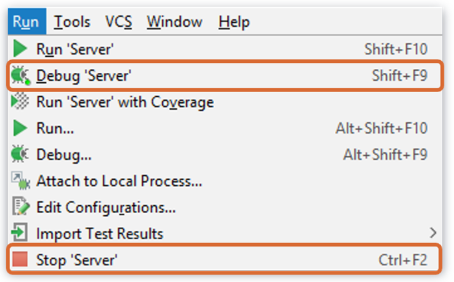 Run Tools VCS Window Help
Run 'Server' Shift+F10
Debug 'Server' Shift+F9
Run 'Server' with Coverage
Run... Alt+Shift+F10
Debug... Alt+Shift+F9
Attach to Local Process...
Edit Configurations...
Import Test Results
Stop 'Server' Ctrl+F2